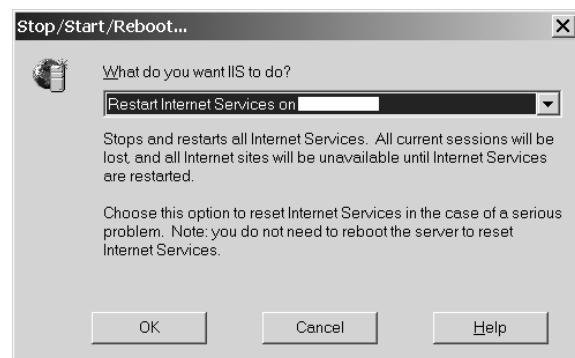 Stop/Start/Reboot...
What do you want IIS to do?
Restart Internet Services on
Stops and restarts all Internet Services. All current sessions will be
lost, and all Internet sites will be unavailable until Internet Services
are restarted.
Choose this option to reset Internet Services in the case of a serious
problem. Note: you do not need to reboot the server to reset
Internet Services.
OK
Cancel
Help